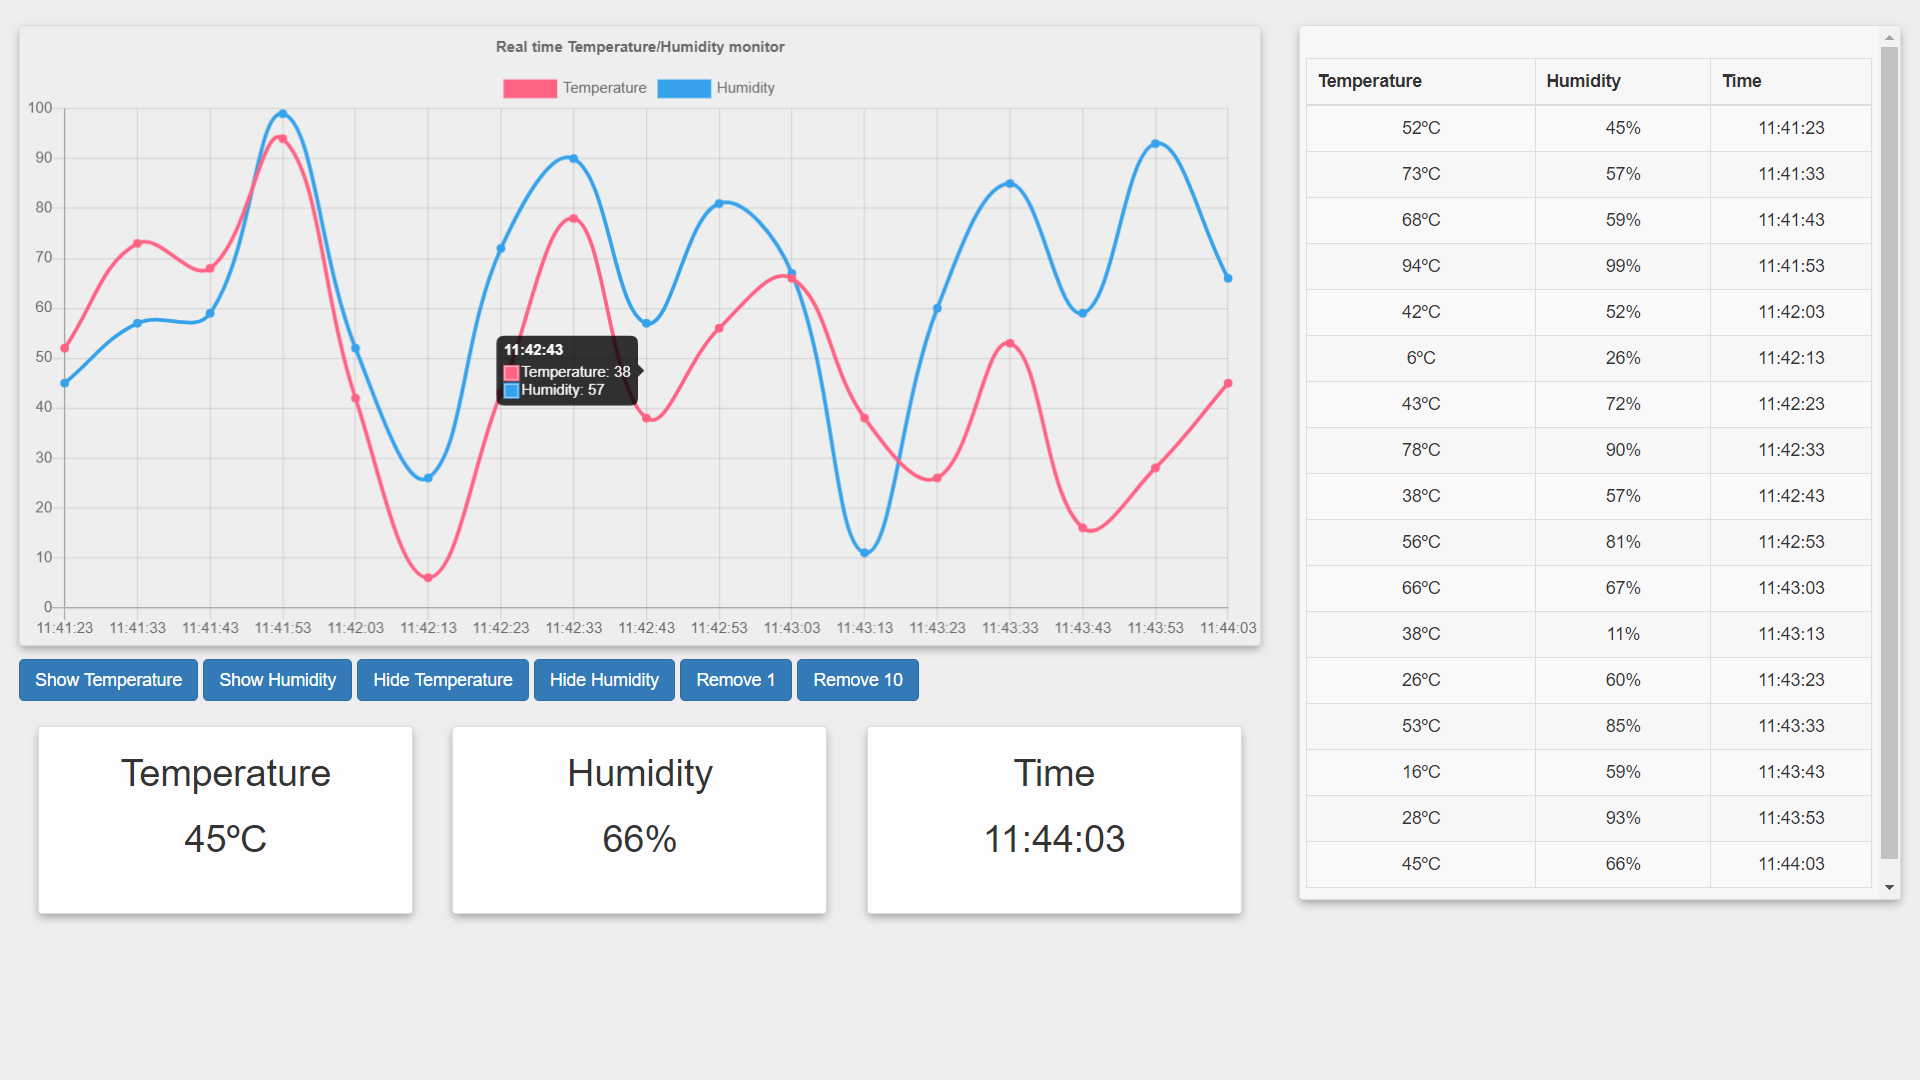 Real time Temperature/Humidity monitor
Temperature Humidity
100
90
80
70
60
50
40
30
20
10
0
11:42:43
Temperature: 38
Humidity: 57
11:41:23 11:41:33 11:41:43 11:41:53 11:42:03 11:42:13 11:42:23 11:42:33 11:42:43 11:42:53 11:43:03 11:43:13 11:43:23 11:43:33 11:43:43 11:43:53 11:44:03
Show Temperature Show Humidity Hide Temperature Hide Humidity Remove 1 Remove 10
Temperature
45ºC
Humidity
66%
Time
11:44:03
Temperature Humidity Time
52ºC 45% 11:41:23
73ºC 57% 11:41:33
68ºC 59% 11:41:43
94ºC 99% 11:41:53
42ºC 52% 11:42:03
6ºC 26% 11:42:13
43ºC 72% 11:42:23
78ºC 90% 11:42:33
38ºC 57% 11:42:43
56ºC 81% 11:42:53
66ºC 67% 11:43:03
38ºC 11% 11:43:13
26ºC 60% 11:43:23
53ºC 85% 11:43:33
16ºC 59% 11:43:43
28ºC 93% 11:43:53
45ºC 66% 11:44:03